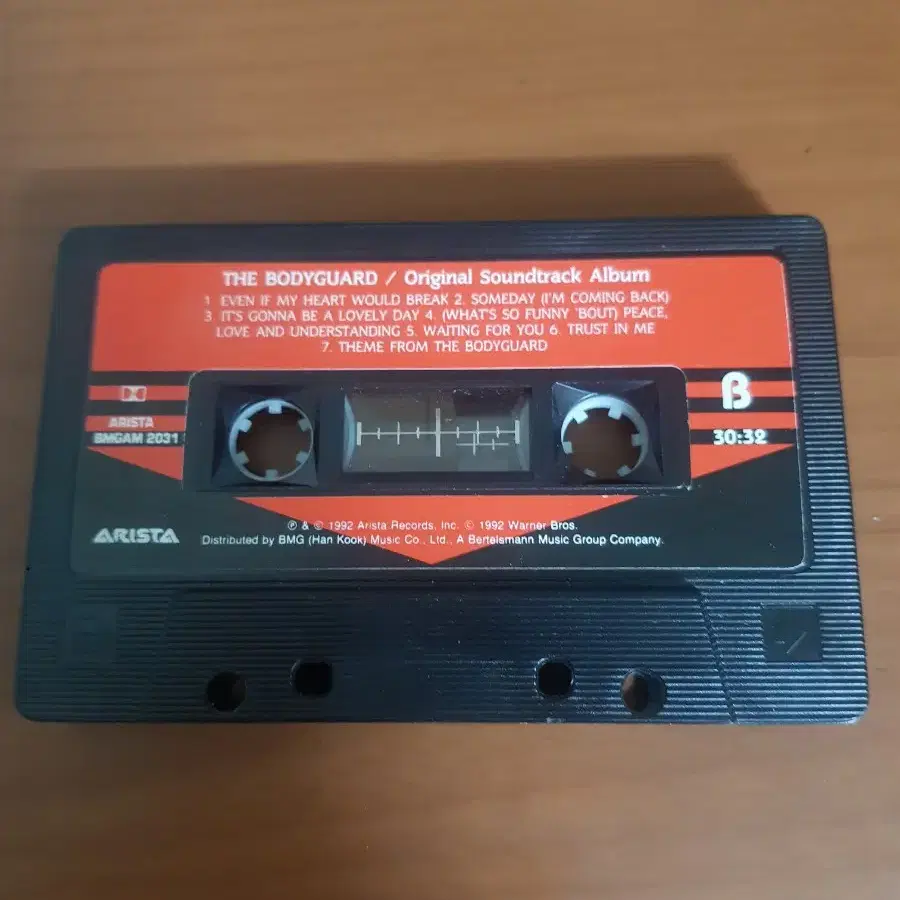 THE BODYGUARD / Original Soundtrack Album
1 EVEN IF MY HEART WOULD BREAK 2. SOMEDAY (I'M COMING BACK)
3. IT'S GONNA BE A LOVELY DAY 4. (WHAT'S SO FUNNY 'BOUT) PEACE,
LOVE AND UNDERSTANDING 5. WAITING FOR YOU 6. TRUST IN ME
7. THEME FROM THE BODYGUARD
B
ARISTA
BMGAM 2031
30:32
ARISTA
℗ & © 1992 Arista Records, Inc. © 1992 Warner Bros.
Distributed by BMG (Han Kook) Music Co., Ltd., A Bertelsmann Music Group Company.